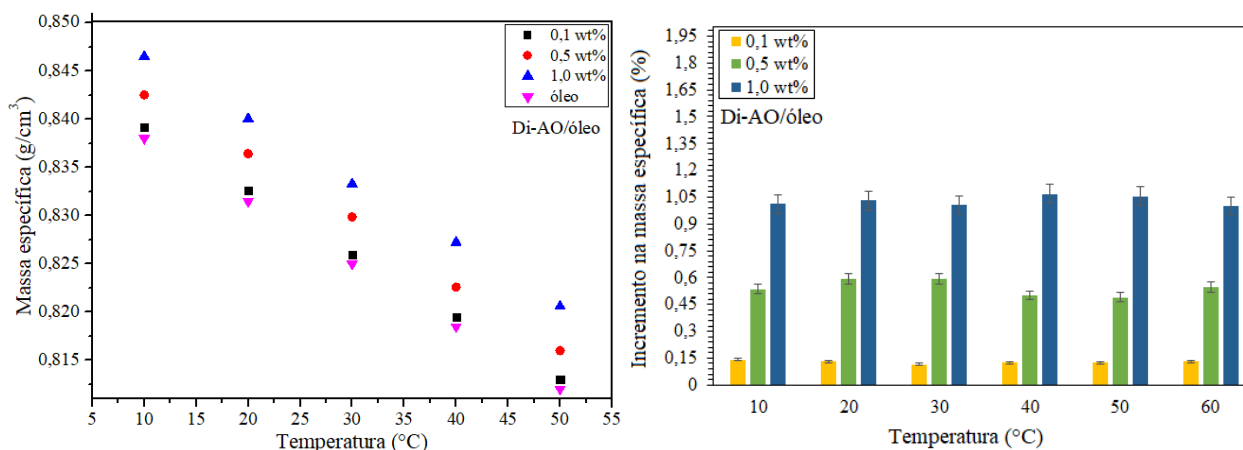 0,850
0,845
0,840
0,835
0,830
0,825
0,820
0,815
Massa específica (g/cm³)
0,1 wt%
0,5 wt%
1,0 wt%
óleo
Di-AO/óleo
5 10 15 20 25 30 35 40 45 50 55
Temperatura (°C)
1,95
1,8
1,65
1,5
1,35
1,2
1,05
0,9
0,75
0,6
0,45
0,3
0,15
0
Incremento na massa específica (%)
0,1 wt%
0,5 wt%
1,0 wt%
Di-AO/óleo
10 20 30 40 50 60
Temperatura (°C)